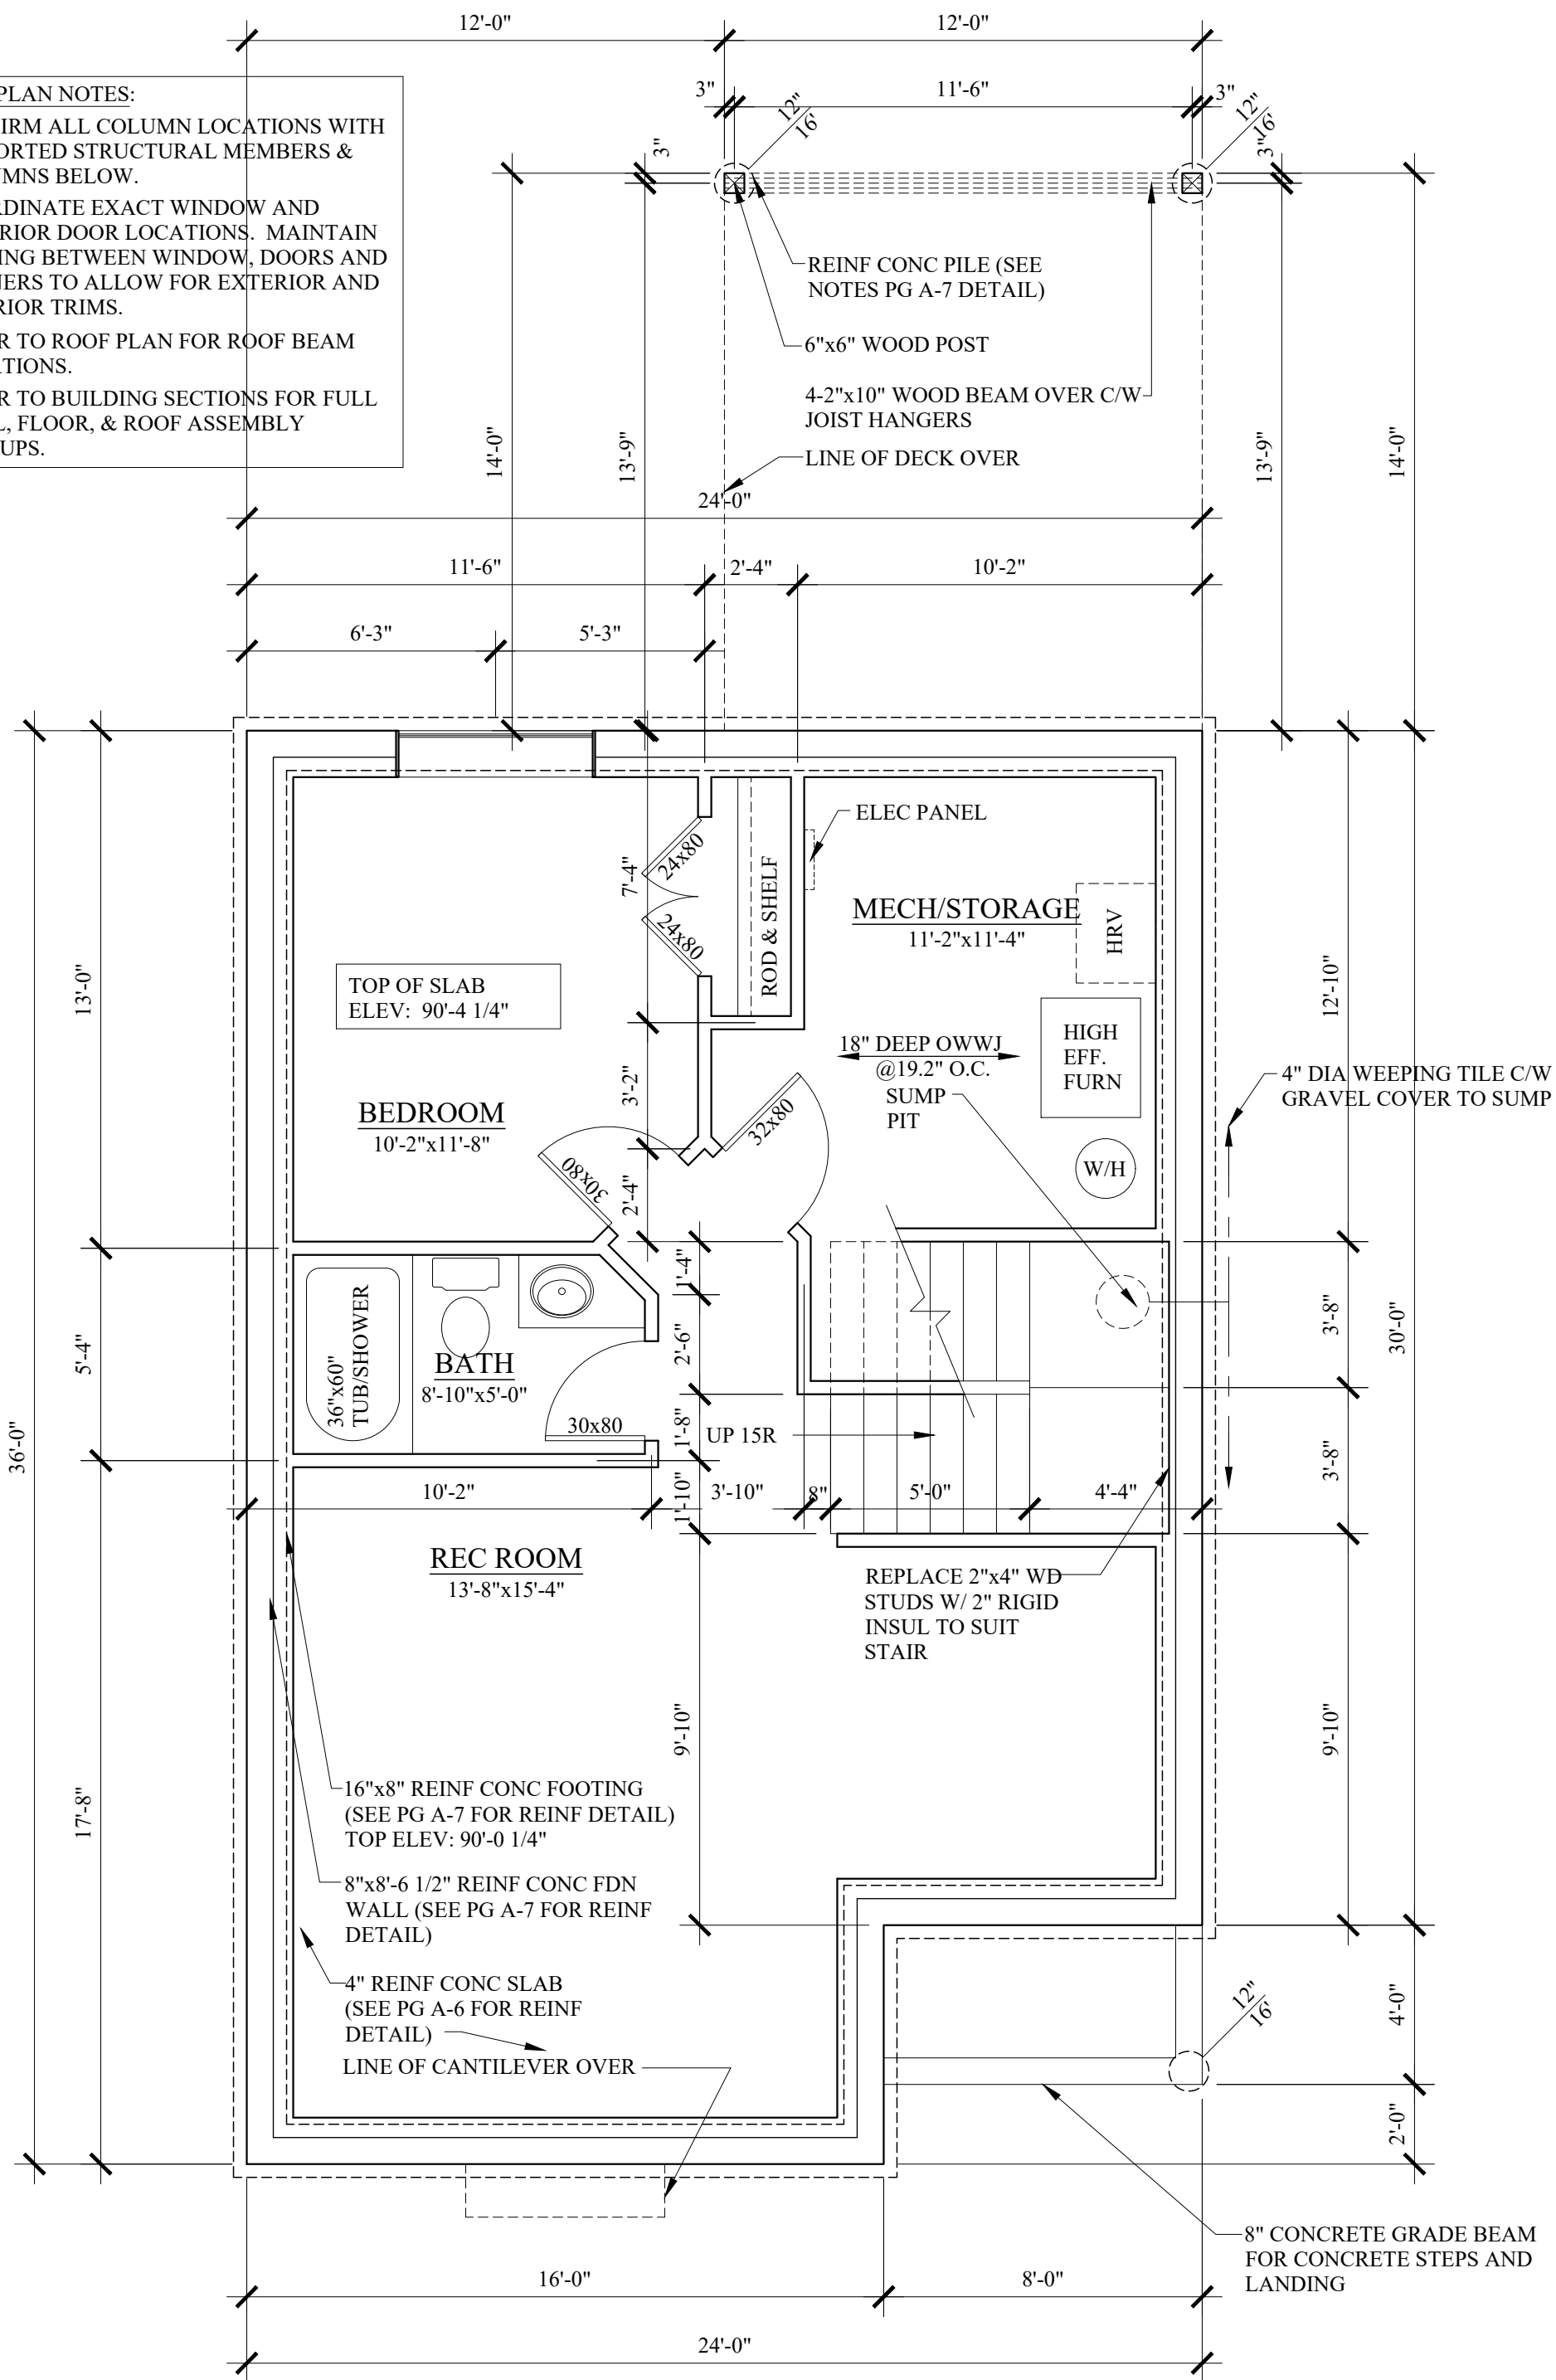 12'-0"
12'-0"
3"
11'-6"
3"
12"
16'
12"
16'
3"
3"
PLAN NOTES:
IRM ALL COLUMN LOCATIONS WITH
ORTED STRUCTURAL MEMBERS &
UMNS BELOW.
RDINATE EXACT WINDOW AND
RIOR DOOR LOCATIONS.  MAINTAIN
ING BETWEEN WINDOW, DOORS AND
NERS TO ALLOW FOR EXTERIOR AND
RIOR TRIMS.
R TO ROOF PLAN FOR ROOF BEAM
ATIONS.
R TO BUILDING SECTIONS FOR FULL
L, FLOOR, & ROOF ASSEMBLY
UPS.
REINF CONC PILE (SEE
NOTES PG A-7 DETAIL)
6"x6" WOOD POST
4-2"x10" WOOD BEAM OVER C/W
JOIST HANGERS
LINE OF DECK OVER
14'-0"
13'-9"
13'-9"
14'-0"
24'-0"
11'-6"
2'-4"
10'-2"
6'-3"
5'-3"
ELEC PANEL
24x80
24x80
7'-4"
ROD & SHELF
MECH/STORAGE
11'-2"x11'-4"
HRV
TOP OF SLAB
ELEV:  90'-4 1/4"
13'-0"
12'-10"
18" DEEP OWWJ
@19.2" O.C.
HIGH
EFF.
FURN
SUMP
PIT
W/H
4" DIA WEEPING TILE C/W
GRAVEL COVER TO SUMP
BEDROOM
10'-2"x11'-8"
3'-2"
32x80
30x80
2'-4"
1'-4"
36"x60"
TUB/SHOWER
BATH
8'-10"x5'-0"
30x80
2'-6"
1'-8"
5'-4"
3'-8"
30'-0"
3'-8"
36'-0"
UP 15R
10'-2"
1'-10"
3'-10"
8"
5'-0"
4'-4"
REC ROOM
13'-8"x15'-4"
REPLACE 2"x4" WD
STUDS W/ 2" RIGID
INSUL TO SUIT
STAIR
9'-10"
9'-10"
17'-8"
16"x8" REINF CONC FOOTING
(SEE PG A-7 FOR REINF DETAIL)
TOP ELEV: 90'-0 1/4"
8"x8'-6 1/2" REINF CONC FDN
WALL (SEE PG A-7 FOR REINF
DETAIL)
4" REINF CONC SLAB
(SEE PG A-6 FOR REINF
DETAIL)
LINE OF CANTILEVER OVER
12"
16'
4'-0"
2'-0"
8" CONCRETE GRADE BEAM
FOR CONCRETE STEPS AND
LANDING
16'-0"
8'-0"
24'-0"